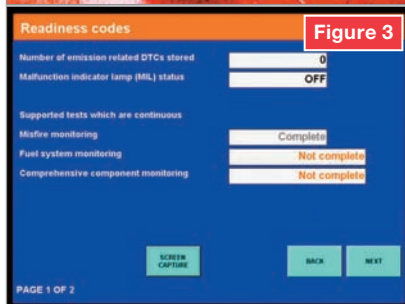 Readiness codes
Figure 3
Number of emission related DTCs stored 0
Malfunction indicator lamp (MIL) status OFF
Supported tests which are continuous
Misfire monitoring Complete
Fuel system monitoring Not complete
Comprehensive component monitoring Not complete
SCREEN CAPTURE
BACK
NEXT
PAGE 1 OF 2